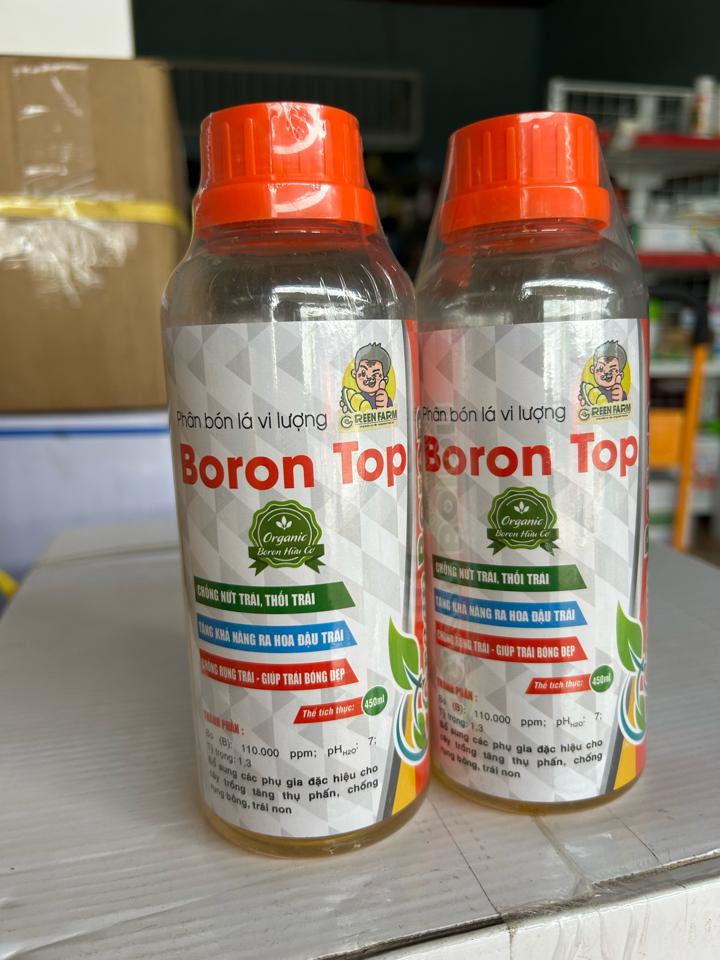 GREEN FARM
Phân bón lá vi lượng
Boron Top
Organic
Boron Hữu Cơ
CHỐNG NỨT TRÁI, THỐI TRÁI
TĂNG KHẢ NĂNG RA HOA ĐẬU TRÁI
CHỐNG RỤNG TRÁI - GIÚP TRÁI BÓNG ĐẸP
Thể tích thực: 450ml
THÀNH PHẦN :
Bo (B): 110.000 ppm; pHH2O: 7;
Tỷ trọng: 1,3
Bổ sung các phụ gia đặc hiệu cho
cây trồng tăng thụ phấn, chống
rụng bông, trái non
GREEN FARM
Phân bón lá vi lượng
Boron Top
Organic
Boron Hữu Cơ
CHỐNG NỨT TRÁI, THỐI TRÁI
TĂNG KHẢ NĂNG RA HOA ĐẬU TRÁI
CHỐNG RỤNG TRÁI - GIÚP TRÁI BÓNG ĐẸP
Thể tích thực: 450ml
THÀNH PHẦN :
Bo (B): 110.000 ppm; pHH2O: 7;
Tỷ trọng: 1,3
Bổ sung các phụ gia đặc hiệu cho
cây trồng tăng thụ phấn, chống
rụng bông, trái non